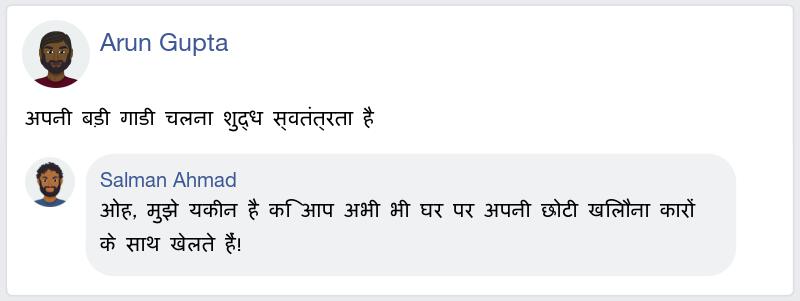 Arun Gupta
अपनी बड़ी गाडी चलना शुद्ध स्वतंत्रता है
Salman Ahmad
ओह, मुझे यकीन है कि आप अभी भी घर पर अपनी छोटी खिलौना कारों
के साथ खेलते हैं!